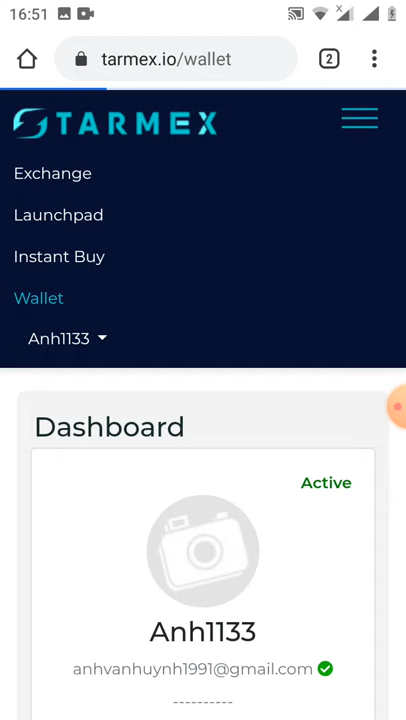 16:51
2
tarmex.io/wallet
TARMEX
Exchange
Launchpad
Instant Buy
Wallet
Anh1133
Dashboard
Active
Anh1133
anhvanhuynh1991@gmail.com
----------